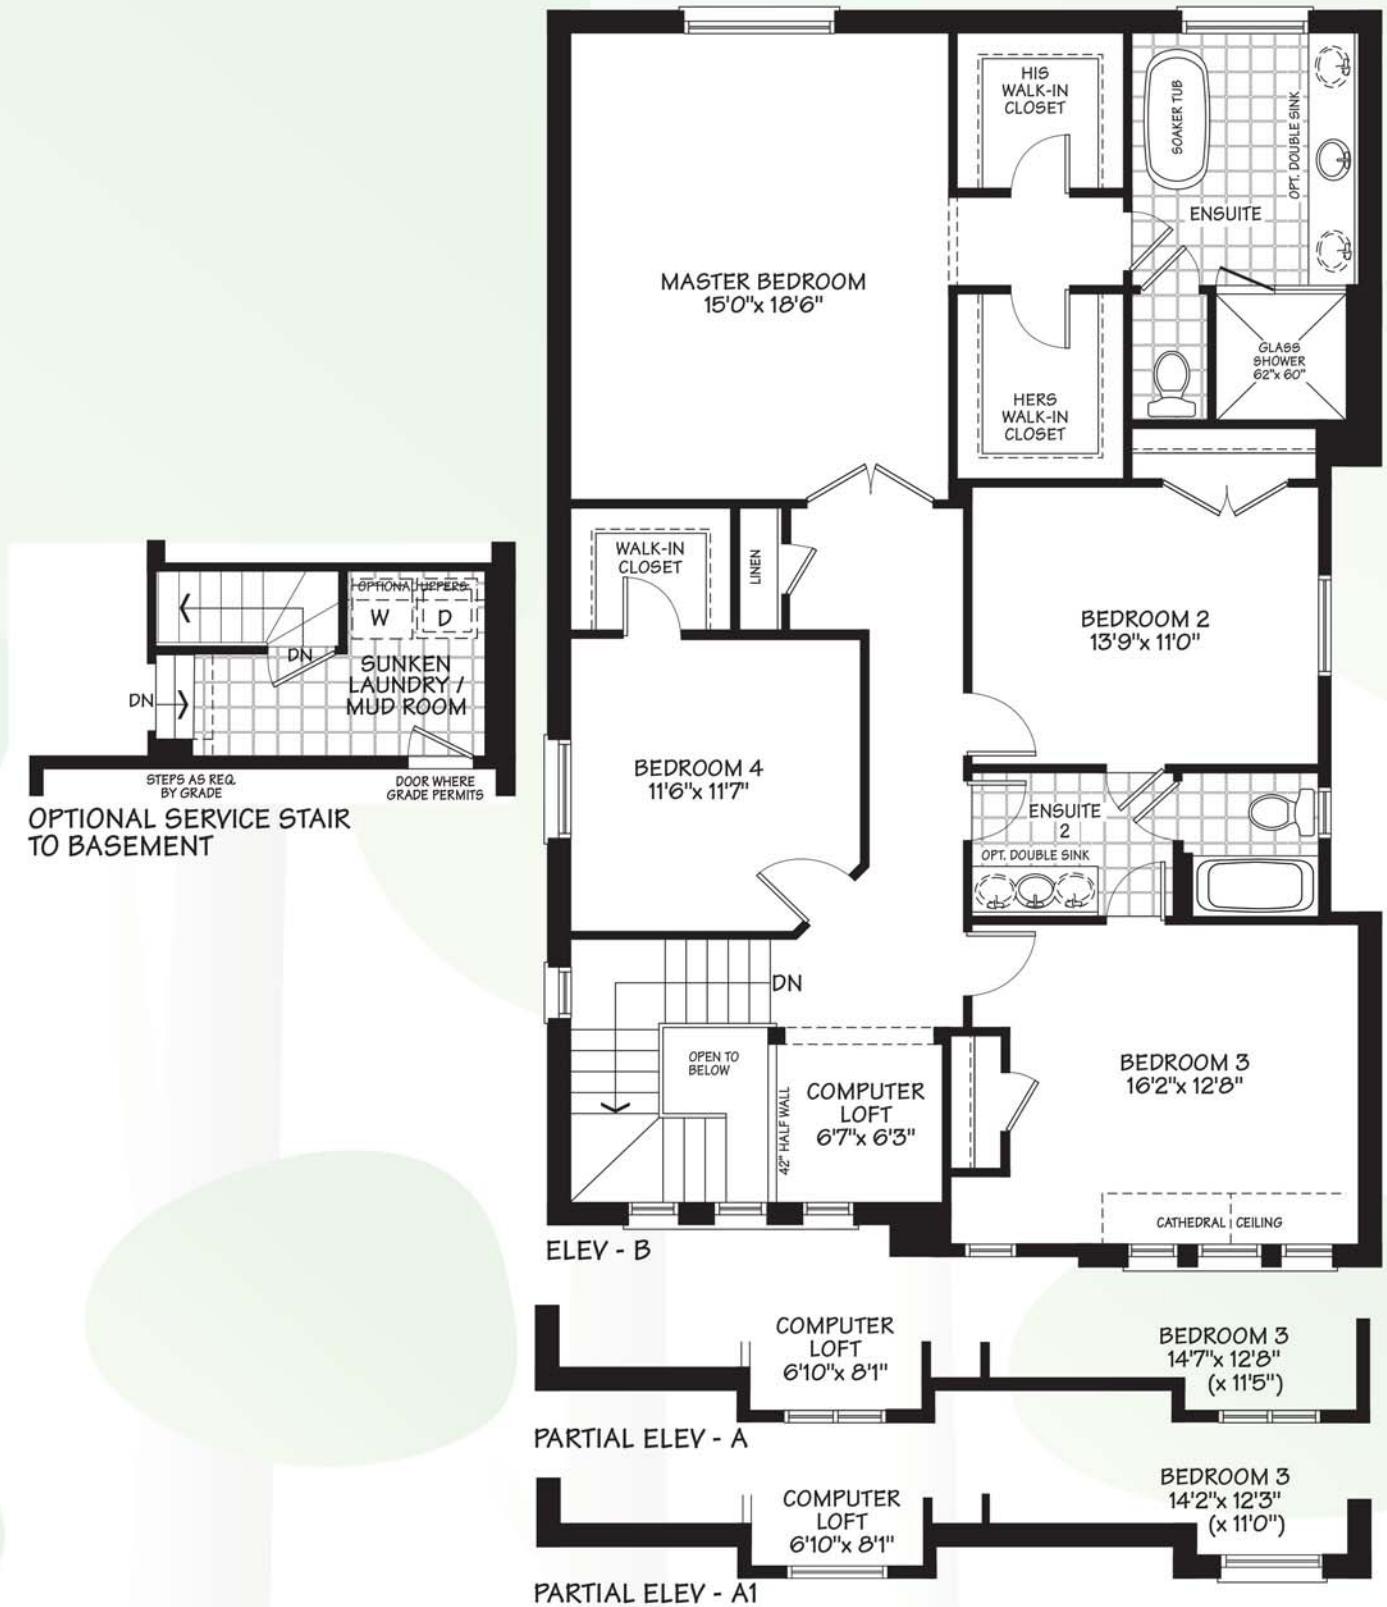 HIS
WALK-IN
CLOSET
SOAKER TUB
OPT. DOUBLE SINK
ENSUITE
MASTER BEDROOM
15'0"x 18'6"
GLASS
SHOWER
62"x 60"
HERS
WALK-IN
CLOSET
WALK-IN
CLOSET
LINEN
BEDROOM 2
13'9"x 11'0"
OPTIONAL UPPERS
W
D
DN
SUNKEN
LAUNDRY /
MUD ROOM
DN
STEPS AS REQ.
BY GRADE
DOOR WHERE
GRADE PERMITS
OPTIONAL SERVICE STAIR
TO BASEMENT
BEDROOM 4
11'6"x 11'7"
ENSUITE
2
OPT. DOUBLE SINK
DN
OPEN TO
BELOW
42" HALF WALL
COMPUTER
LOFT
6'7"x 6'3"
BEDROOM 3
16'2"x 12'8"
CATHEDRAL CEILING
ELEV - B
COMPUTER
LOFT
6'10"x 8'1"
BEDROOM 3
14'7"x 12'8"
(x 11'5")
PARTIAL ELEV - A
COMPUTER
LOFT
6'10"x 8'1"
BEDROOM 3
14'2"x 12'3"
(x 11'0")
PARTIAL ELEV - A1